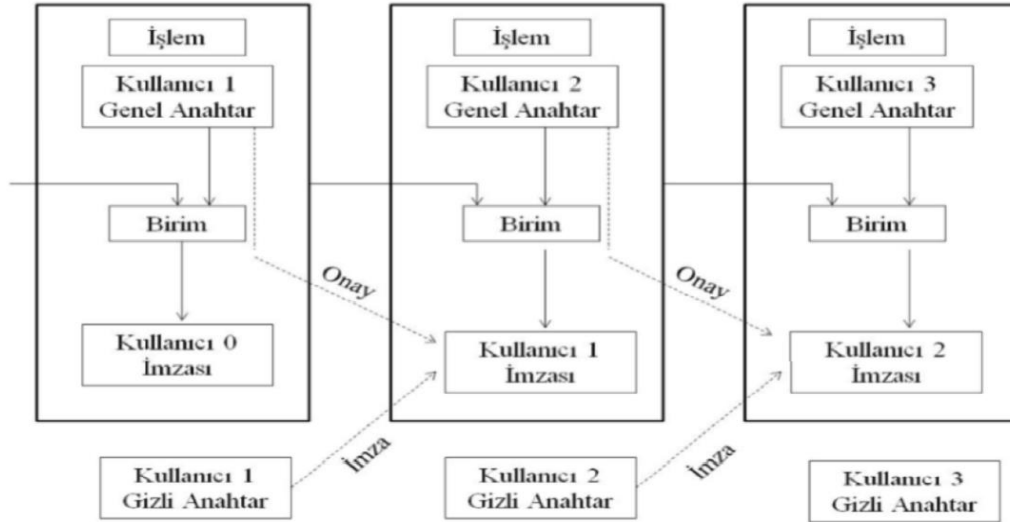 İşlem
Kullanıcı 1
Genel Anahtar
Birim
Kullanıcı 0
İmzası
Onay
İmza
Kullanıcı 1
Gizli Anahtar
İşlem
Kullanıcı 2
Genel Anahtar
Birim
Kullanıcı 1
İmzası
Onay
İmza
Kullanıcı 2
Gizli Anahtar
İşlem
Kullanıcı 3
Genel Anahtar
Birim
Kullanıcı 2
İmzası
Kullanıcı 3
Gizli Anahtar